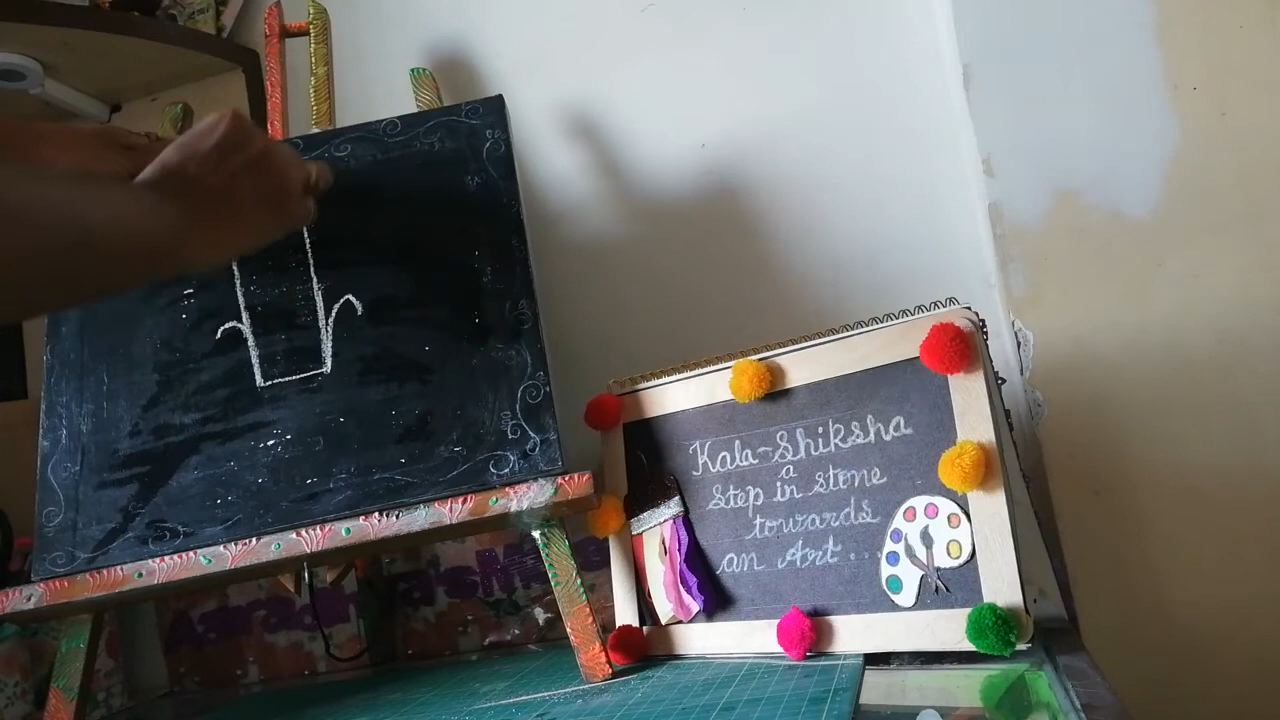 Kala-Shiksha
a
Step in stone
towards
an Art...